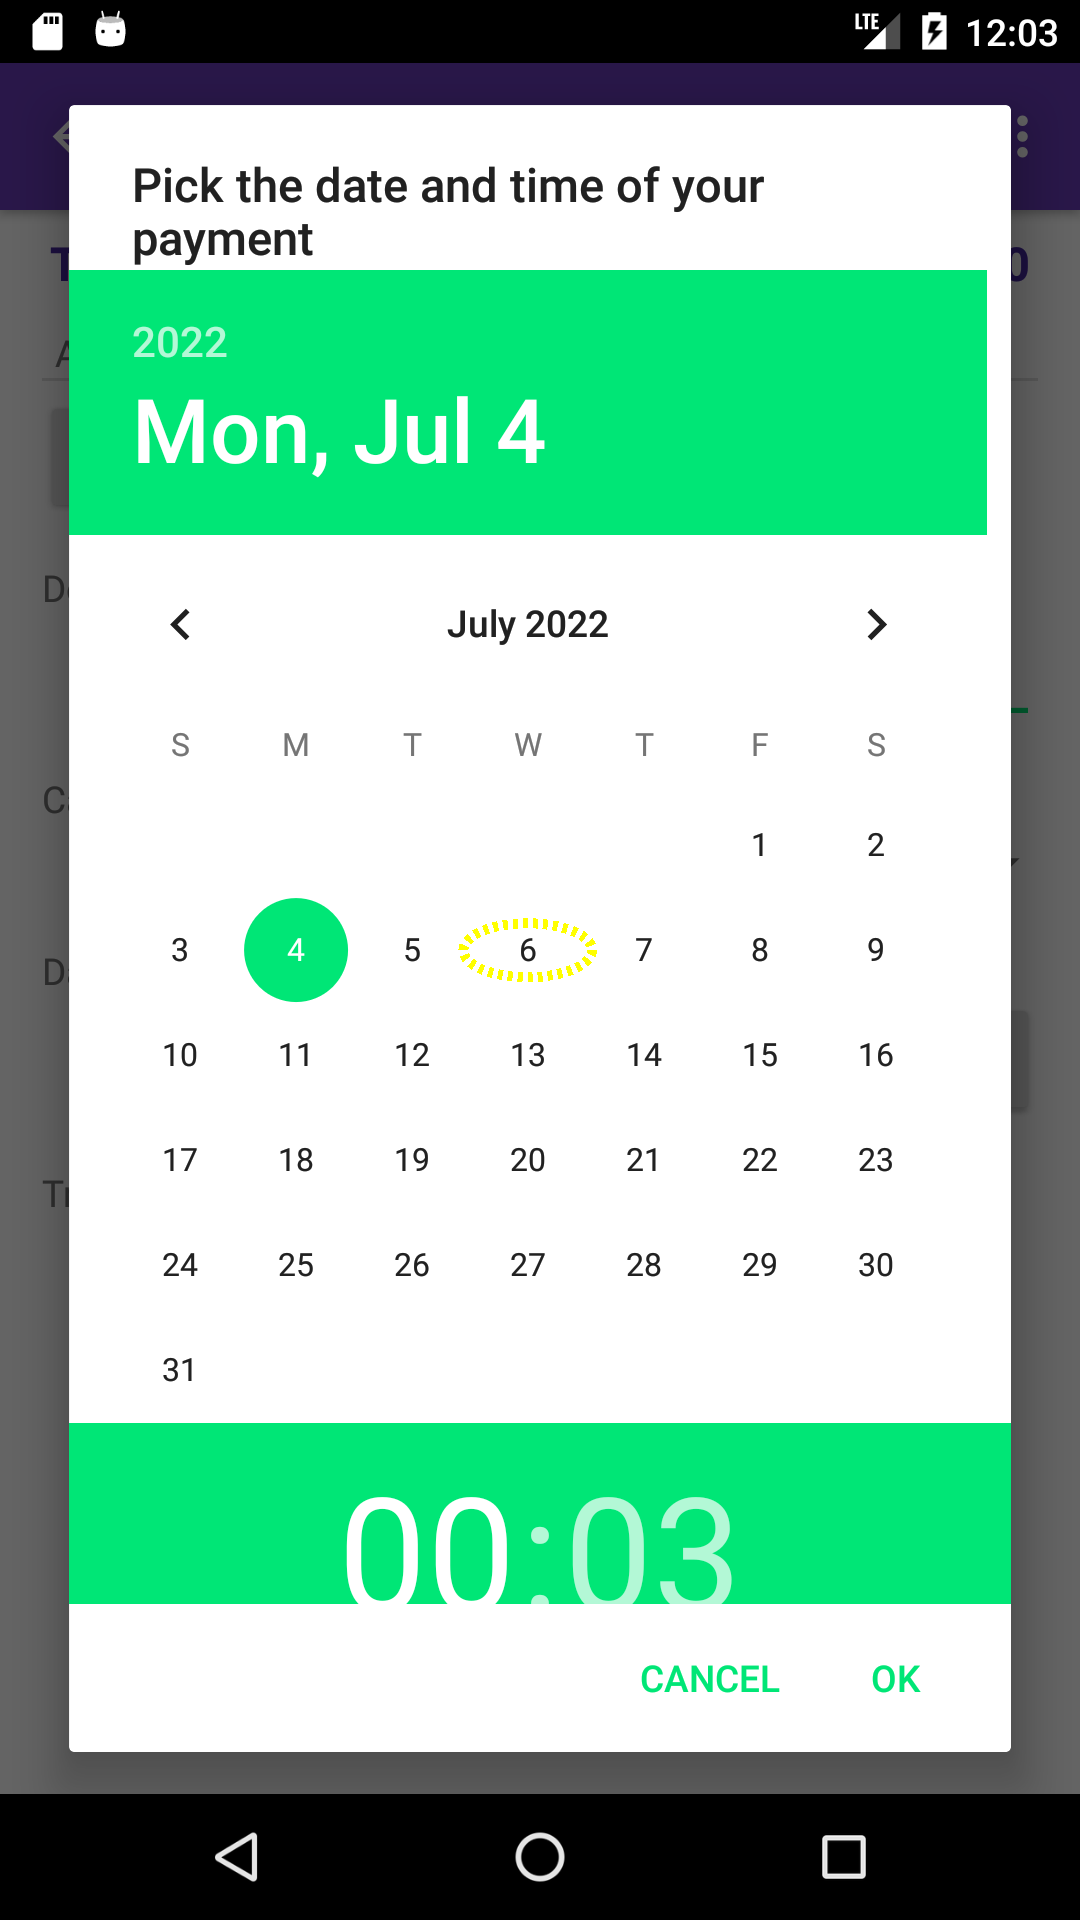 LTE 12:03
Pick the date and time of your
payment
2022
Mon, Jul 4
July 2022
S M T W T F S
1 2
3 4 5 6 7 8 9
10 11 12 13 14 15 16
17 18 19 20 21 22 23
24 25 26 27 28 29 30
31
00:03
CANCEL OK